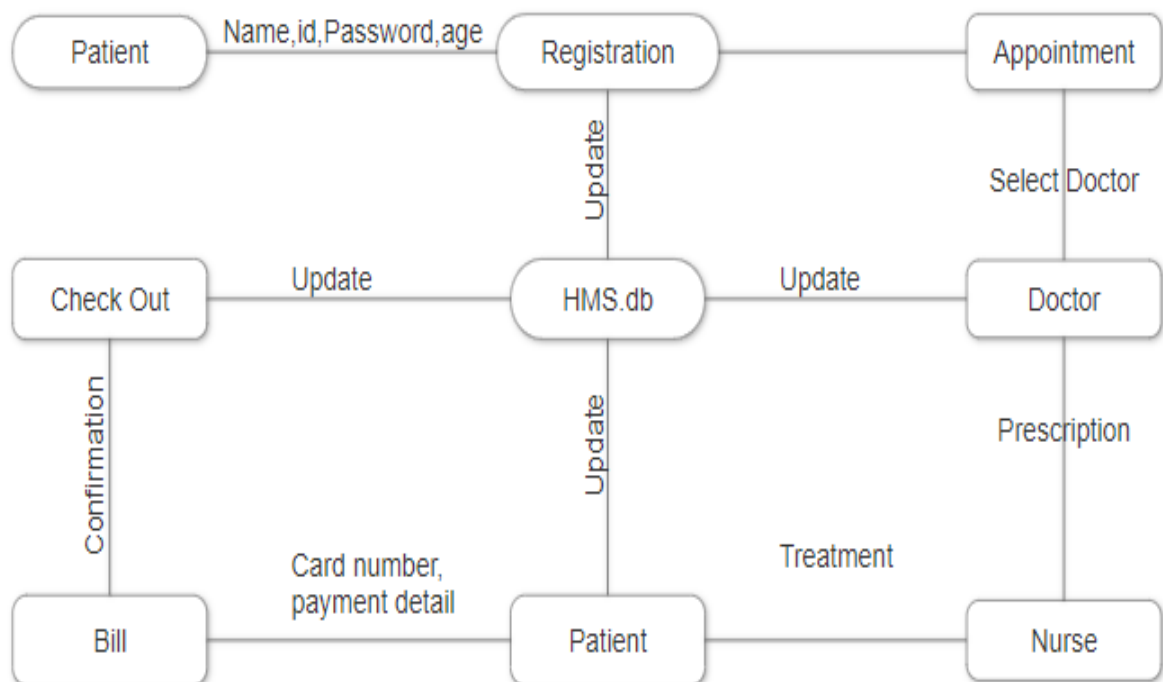 Patient
Name,id,Password,age
Registration
Appointment
Update
Select Doctor
Check Out
Update
HMS.db
Update
Doctor
Confirmation
Update
Prescription
Card number,
payment detail
Treatment
Bill
Patient
Nurse